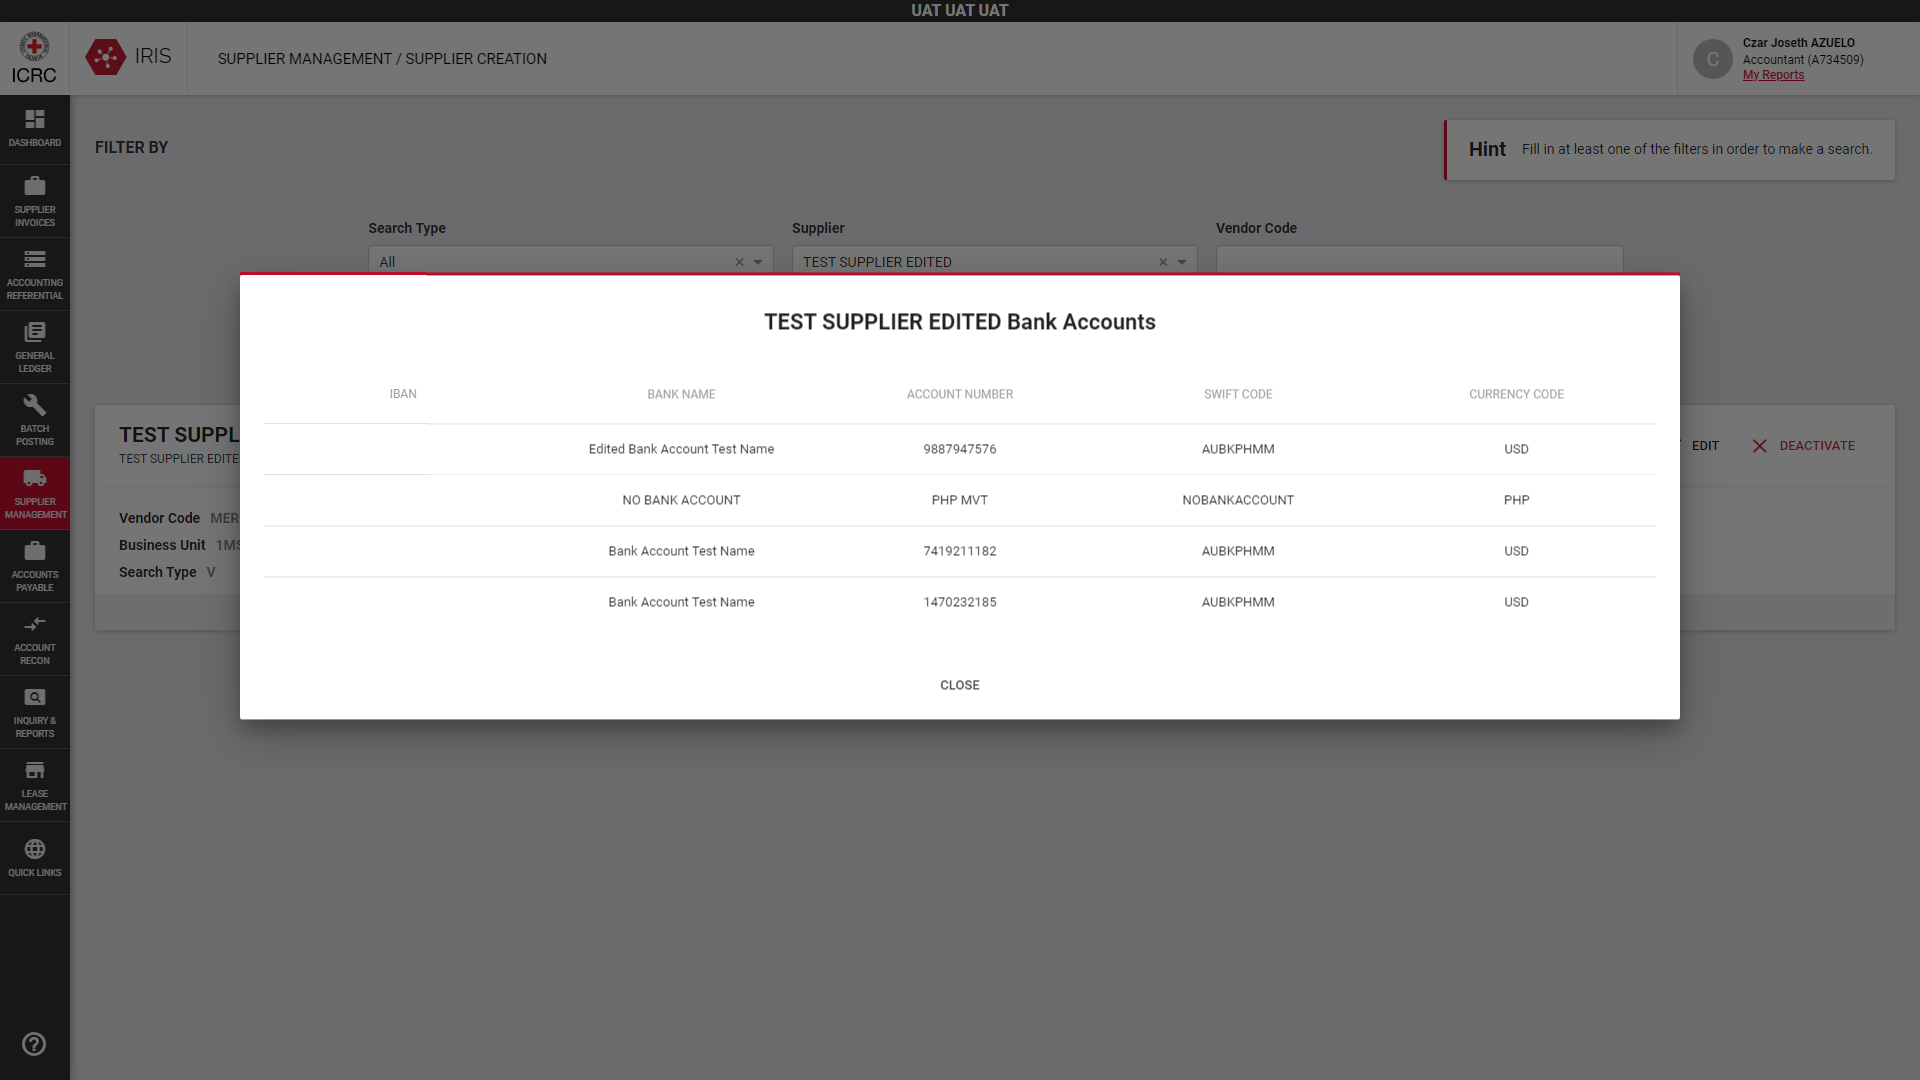 UAT UAT UAT
ICRC
IRIS
SUPPLIER MANAGEMENT / SUPPLIER CREATION
C
Czar Joseth AZUELO
Accountant (A734509)
My Reports
DASHBOARD
SUPPLIER
INVOICES
ACCOUNTING
REFERENTIAL
GENERAL
LEDGER
BATCH
POSTING
SUPPLIER
MANAGEMENT
ACCOUNTS
PAYABLE
ACCOUNT
RECON
INQUIRY &
REPORTS
LEASE
MANAGEMENT
QUICK LINKS
FILTER BY
Hint Fill in at least one of the filters in order to make a search.
Search Type Supplier Vendor Code
All × TEST SUPPLIER EDITED ×
TEST SUPPL
TEST SUPPLIER EDITE
EDIT DEACTIVATE
Vendor Code MER
Business Unit 1MS
Search Type V
TEST SUPPLIER EDITED Bank Accounts
IBAN BANK NAME ACCOUNT NUMBER SWIFT CODE CURRENCY CODE
Edited Bank Account Test Name 9887947576 AUBKPHMM USD
NO BANK ACCOUNT PHP MVT NOBANKACCOUNT PHP
Bank Account Test Name 7419211182 AUBKPHMM USD
Bank Account Test Name 1470232185 AUBKPHMM USD
CLOSE